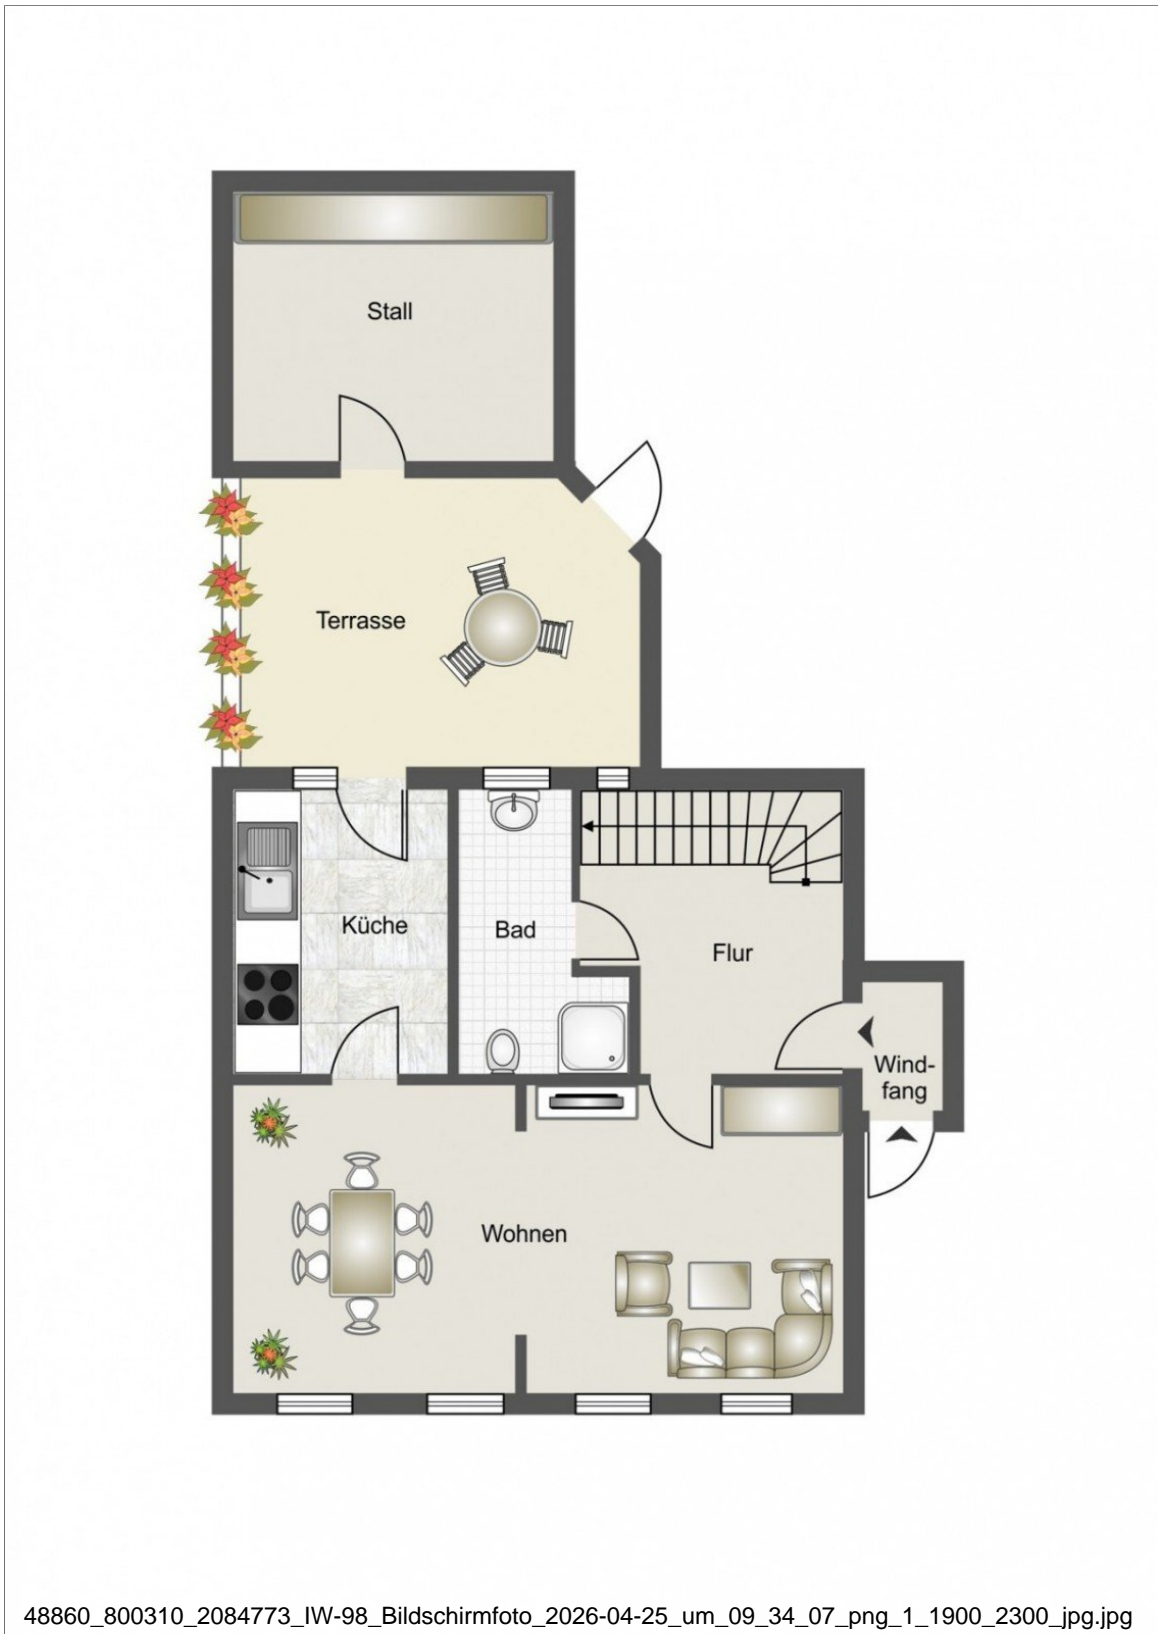 Stall
Terrasse
Küche
Bad
Flur
Wind-
fang
Wohnen
48860_800310_2084773_IW-98_Bildschirmfoto_2026-04-25_um_09_34_07_png_1_1900_2300_jpg.jpg